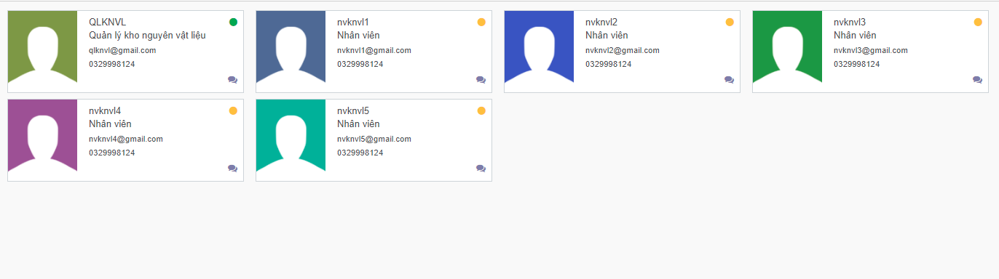 QLKNVL
Quản lý kho nguyên vật liệu
qlknvl@gmail.com
0329998124
nvknvl1
Nhân viên
nvknvl1@gmail.com
0329998124
nvknvl2
Nhân viên
nvknvl2@gmail.com
0329998124
nvknvl3
Nhân viên
nvknvl3@gmail.com
0329998124
nvknvl4
Nhân viên
nvknvl4@gmail.com
0329998124
nvknvl5
Nhân viên
nvknvl5@gmail.com
0329998124